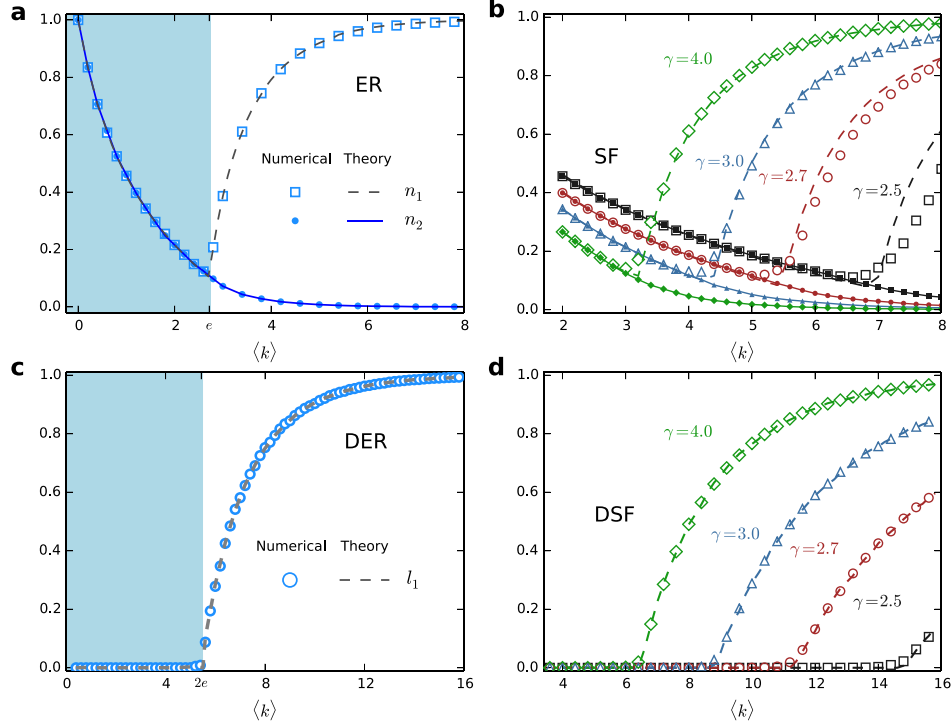 a
1.0
0.8
0.6
0.4
0.2
0.0
0
2
e
4
6
8
⟨k⟩
ER
Numerical Theory
n₁
n₂
b
1.0
0.8
0.6
0.4
0.2
0.0
2
3
4
5
6
7
8
⟨k⟩
SF
γ=4.0
γ=3.0
γ=2.7
γ=2.5
c
1.0
0.8
0.6
0.4
0.2
0.0
0
4
2e
8
12
16
⟨k⟩
DER
Numerical Theory
l₁
d
1.0
0.8
0.6
0.4
0.2
0.0
4
6
8
10
12
14
16
⟨k⟩
DSF
γ=4.0
γ=3.0
γ=2.7
γ=2.5